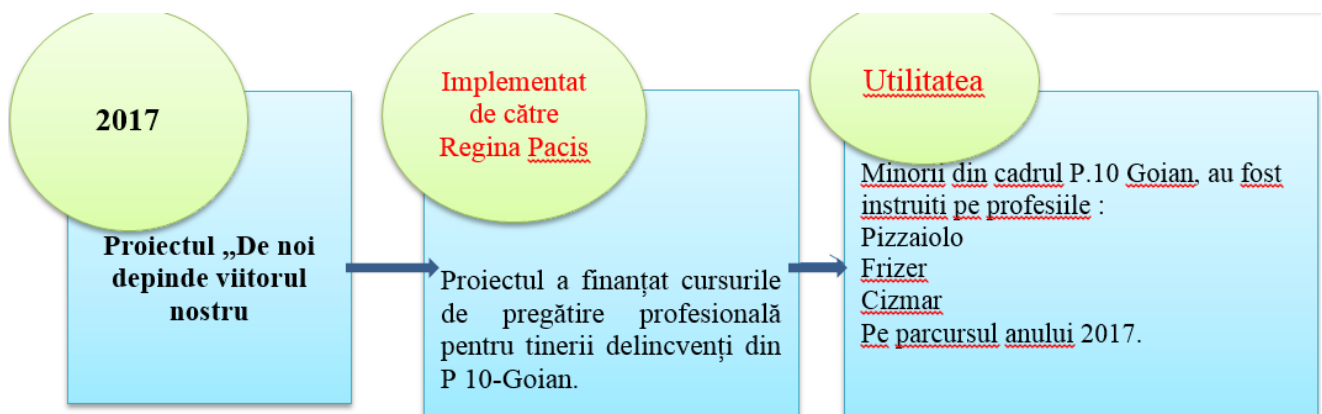 2017
Proiectul „De noi
depinde viitorul
nostru
Implementat
de către
Regina Pacis
Proiectul a finanțat cursurile
de pregătire profesională
pentru tinerii delincvenți din
P 10-Goian.
Utilitatea
Minorii din cadrul P.10 Goian, au fost
instruiti pe profesiile :
Pizzaiolo
Frizer
Cizmar
Pe parcursul anului 2017.